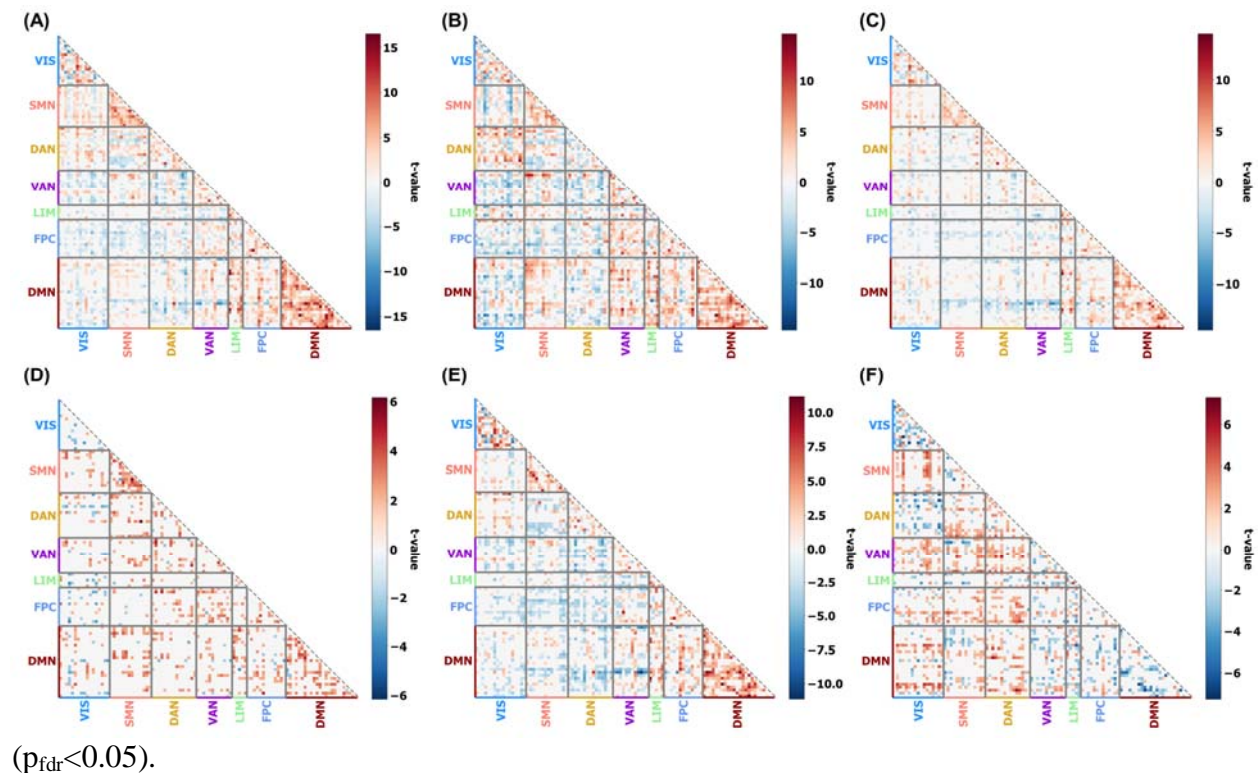 (A)
VIS
SMN
DAN
VAN
LIM
FPC
DMN
VIS SMN DAN VAN LIM FPC DMN
15
10
5
0
−5
−10
−15
t-value
(B)
VIS
SMN
DAN
VAN
LIM
FPC
DMN
VIS SMN DAN VAN LIM FPC DMN
10
5
0
−5
−10
t-value
(C)
VIS
SMN
DAN
VAN
LIM
FPC
DMN
VIS SMN DAN VAN LIM FPC DMN
10
5
0
−5
−10
t-value
(D)
VIS
SMN
DAN
VAN
LIM
FPC
DMN
VIS SMN DAN VAN LIM FPC DMN
6
4
2
0
−2
−4
−6
t-value
(E)
VIS
SMN
DAN
VAN
LIM
FPC
DMN
VIS SMN DAN VAN LIM FPC DMN
10.0
7.5
5.0
2.5
0.0
−2.5
−5.0
−7.5
−10.0
t-value
(F)
VIS
SMN
DAN
VAN
LIM
FPC
DMN
VIS SMN DAN VAN LIM FPC DMN
6
4
2
0
−2
−4
−6
t-value
(pfdr<0.05).